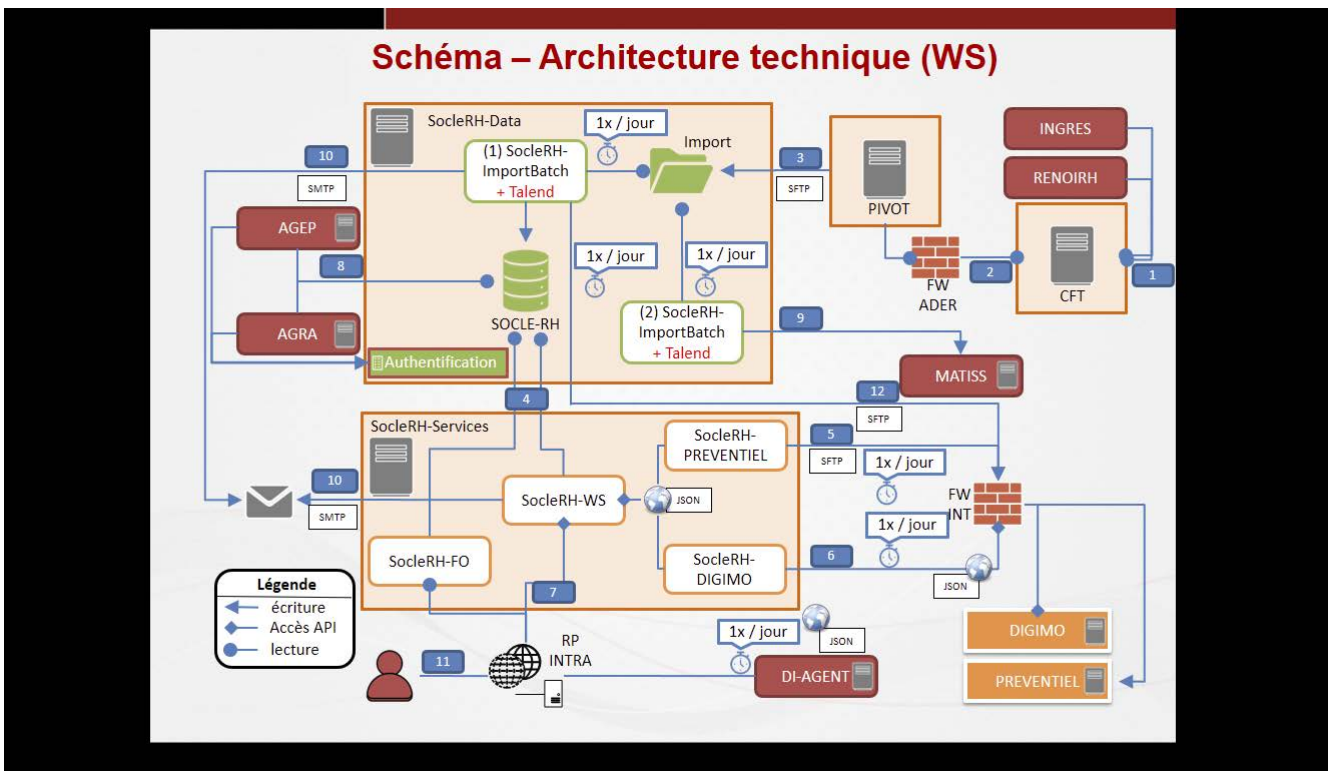 Schéma – Architecture technique (WS)
SocleRH-Data
1x / jour
INGRES
10
(1) SocleRH-
ImportBatch
+ Talend
Import
3
SMTP
SFTP
RENOIRH
PIVOT
AGEP
8
1x / jour
1x / jour
2
1
FW
ADER
CFT
SOCLE-RH
(2) SocleRH-
ImportBatch
+ Talend
9
AGRA
Authentification
MATISS
4
12
SFTP
SocleRH-Services
SocleRH-
PREVENTIEL
5
SFTP
1x / jour
10
SMTP
SocleRH-WS
JSON
FW
INT
1x / jour
SocleRH-FO
SocleRH-
DIGIMO
6
JSON
7
Légende
écriture
Accès API
lecture
RP
INTRA
1x / jour
JSON
DIGIMO
11
DI-AGENT
PREVENTIEL